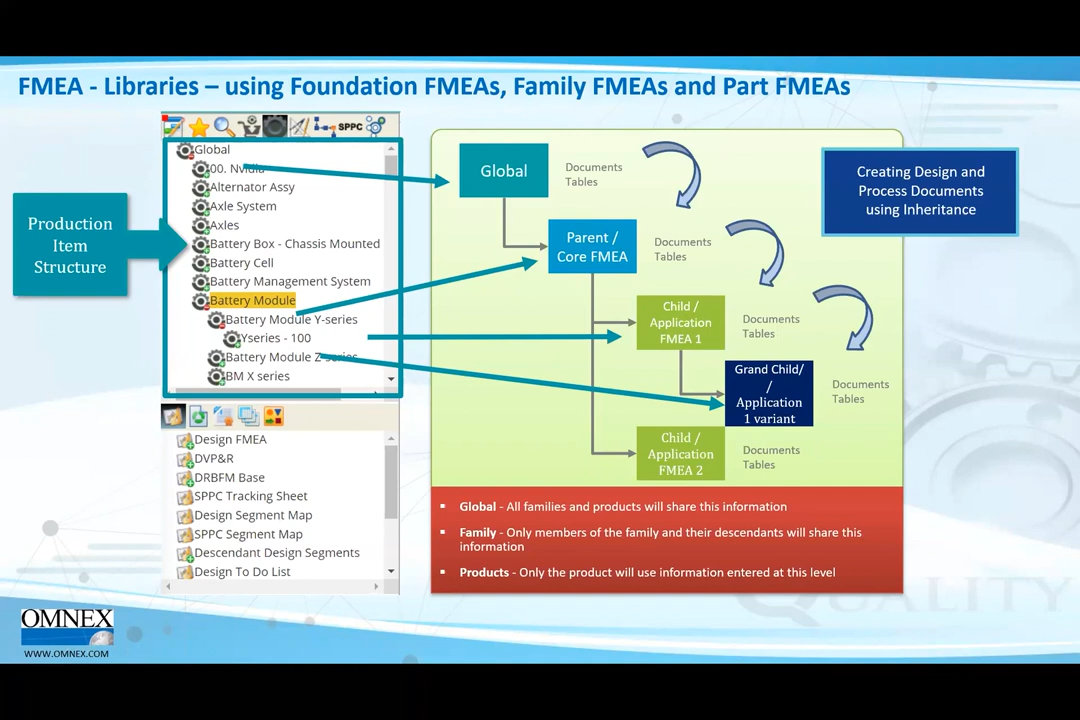 FMEA - Libraries – using Foundation FMEAs, Family FMEAs and Part FMEAs
SPPC
Production
Item
Structure
Global
00. Nvidia
Alternator Assy
Axle System
Axles
Battery Box - Chassis Mounted
Battery Cell
Battery Management System
Battery Module
Battery Module Y-series
Yseries - 100
Battery Module Z-series
BM X series
Design FMEA
DVP&R
DRBFM Base
SPPC Tracking Sheet
Design Segment Map
SPPC Segment Map
Descendant Design Segments
Design To Do List
Global
Documents
Tables
Parent /
Core FMEA
Documents
Tables
Child /
Application
FMEA 1
Documents
Tables
Grand Child/
/
Application
1 variant
Documents
Tables
Child /
Application
FMEA 2
Documents
Tables
Creating Design and
Process Documents
using Inheritance
▪ Global - All families and products will share this information
▪ Family - Only members of the family and their descendants will share this
information
▪ Products - Only the product will use information entered at this level
QUALITY
OMNEX
WWW.OMNEX.COM